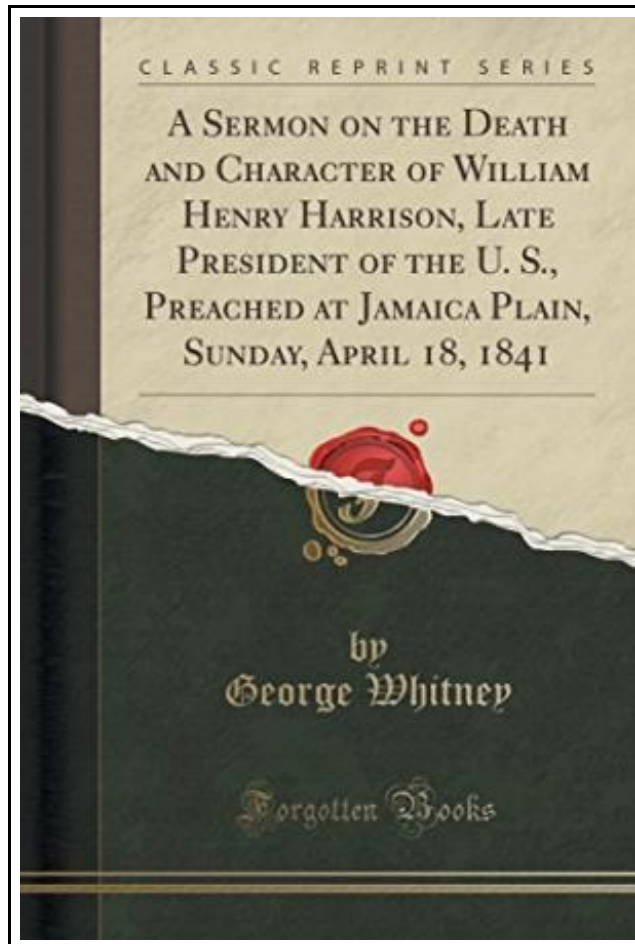 CLASSIC REPRINT SERIES
A SERMON ON THE DEATH
AND CHARACTER OF WILLIAM
HENRY HARRISON, LATE
PRESIDENT OF THE U. S.,
PREACHED AT JAMAICA PLAIN,
SUNDAY, APRIL 18, 1841
by
George Whitney
Forgotten Books